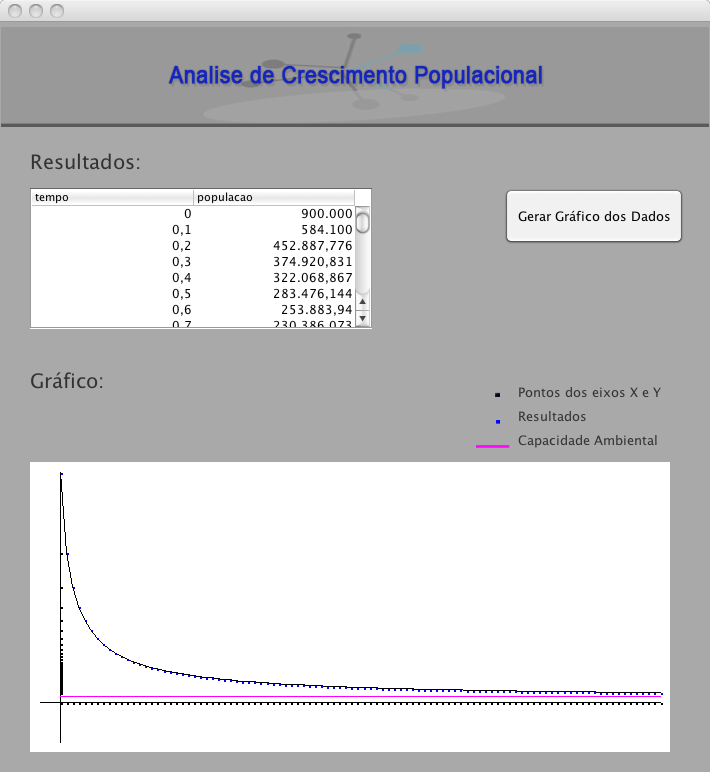 Analise de Crescimento Populacional
Resultados:
tempo populacao
0 900.000
0,1 584.100
0,2 452.887,776
0,3 374.920,831
0,4 322.068,867
0,5 283.476,144
0,6 253.883,94
0,7 230.386,073
Gerar Gráfico dos Dados
Gráfico:
Pontos dos eixos X e Y
Resultados
Capacidade Ambiental